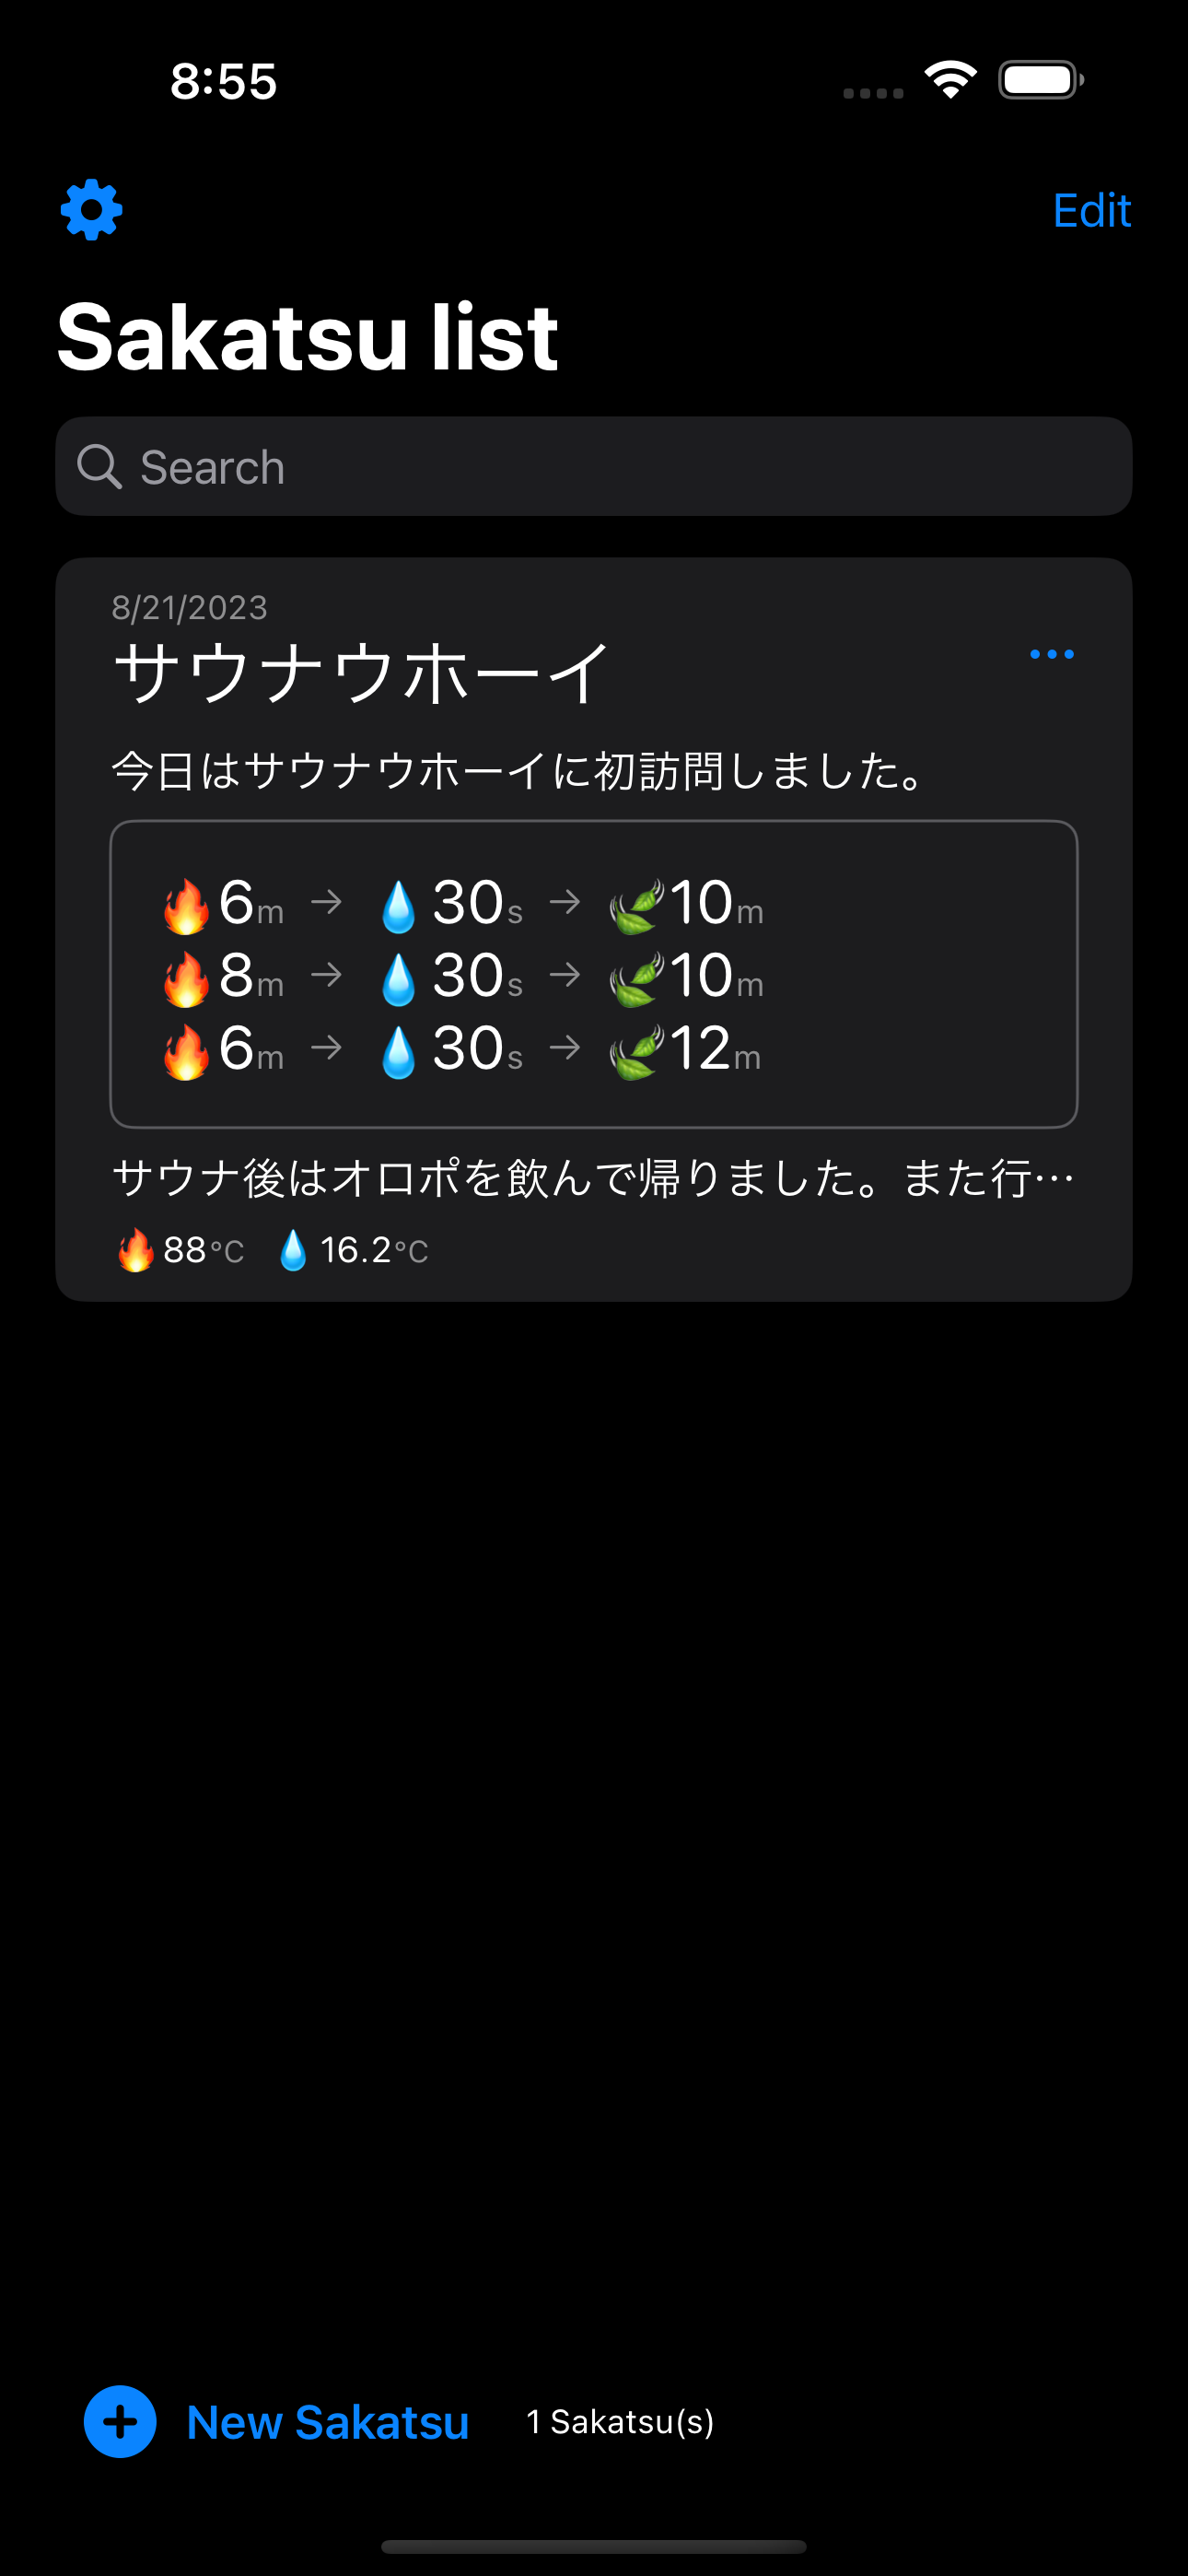 8:55
Edit
Sakatsu list
Search
8/21/2023
サウナウホーイ
今日はサウナウホーイに初訪問しました。
🔥6m → 💧30s → 🍃10m
🔥8m → 💧30s → 🍃10m
🔥6m → 💧30s → 🍃12m
サウナ後はオロポを飲んで帰りました。また行…
🔥88°C 💧16.2°C
New Sakatsu 1 Sakatsu(s)